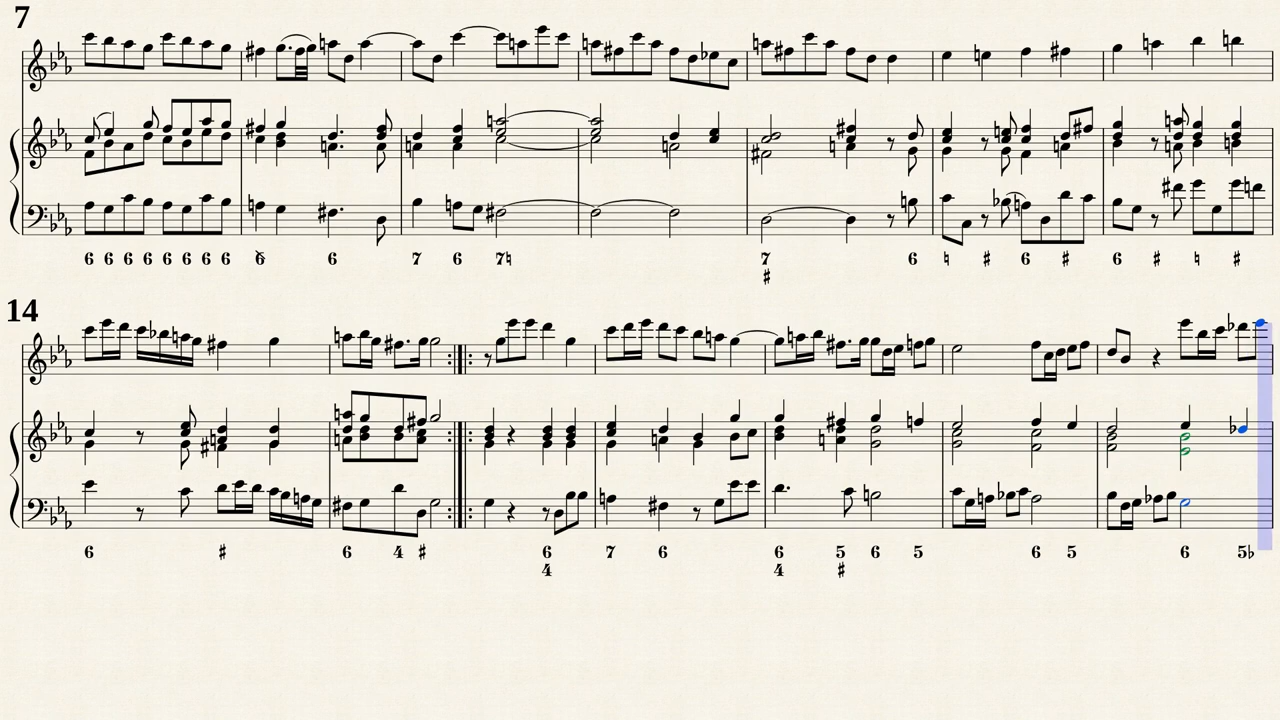 7
6 6 6 6 6 6 6 6 6 6 7 6 7♮ 7 6 ♮ ♯ 6 ♯ 6 ♯ ♮ ♯
♯
14
6 ♯ 6 4 ♯ 6 7 6 6 5 6 5 6 5 6 5♭
4 4 ♯